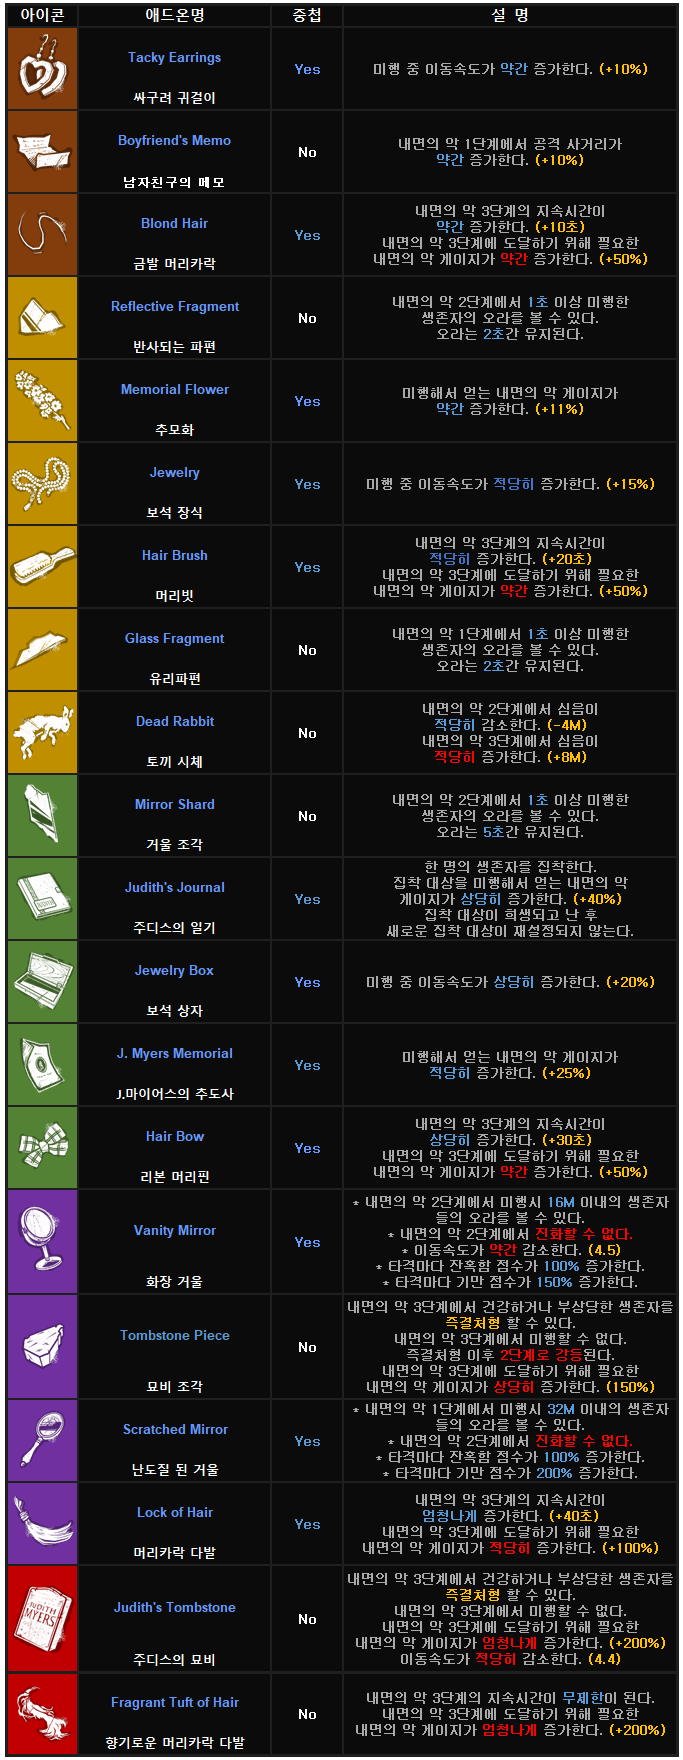 아이콘 애드온명 중첩 설 명
Tacky Earrings
싸구려 귀걸이
Yes
미행 중 이동속도가 약간 증가한다. (+10%)
Boyfriend's Memo
남자친구의 메모
No
내면의 악 1단계에서 공격 사거리가
약간 증가한다. (+10%)
Blond Hair
금발 머리카락
Yes
내면의 악 3단계의 지속시간이
약간 증가한다. (+10초)
내면의 악 3단계에 도달하기 위해 필요한
내면의 악 게이지가 약간 증가한다. (+50%)
Reflective Fragment
반사되는 파편
No
내면의 악 2단계에서 1초 이상 미행한
생존자의 오라를 볼 수 있다.
오라는 2초간 유지된다.
Memorial Flower
추모화
Yes
미행해서 얻는 내면의 악 게이지가
약간 증가한다. (+11%)
Jewelry
보석 장식
Yes
미행 중 이동속도가 적당히 증가한다. (+15%)
Hair Brush
머리빗
Yes
내면의 악 3단계의 지속시간이
적당히 증가한다. (+20초)
내면의 악 3단계에 도달하기 위해 필요한
내면의 악 게이지가 약간 증가한다. (+50%)
Glass Fragment
유리파편
No
내면의 악 1단계에서 1초 이상 미행한
생존자의 오라를 볼 수 있다.
오라는 2초간 유지된다.
Dead Rabbit
토끼 시체
No
내면의 악 2단계에서 심음이
적당히 감소한다. (-4M)
내면의 악 3단계에서 심음이
적당히 증가한다. (+8M)
Mirror Shard
거울 조각
No
내면의 악 2단계에서 1초 이상 미행한
생존자의 오라를 볼 수 있다.
오라는 5초간 유지된다.
Judith's Journal
주디스의 일기
Yes
한 명의 생존자를 집착한다.
집착 대상을 미행해서 얻는 내면의 악
게이지가 상당히 증가한다. (+40%)
집착 대상이 희생되고 난 후
새로운 집착 대상이 재설정되지 않는다.
Jewelry Box
보석 상자
Yes
미행 중 이동속도가 상당히 증가한다. (+20%)
J. Myers Memorial
J.마이어스의 추도사
Yes
미행해서 얻는 내면의 악 게이지가
적당히 증가한다. (+25%)
Hair Bow
리본 머리핀
Yes
내면의 악 3단계의 지속시간이
상당히 증가한다. (+30초)
내면의 악 3단계에 도달하기 위해 필요한
내면의 악 게이지가 약간 증가한다. (+50%)
Vanity Mirror
화장 거울
Yes
* 내면의 악 2단계에서 미행시 16M 이내의 생존자
들의 오라를 볼 수 있다.
* 내면의 악 2단계에서 진화할 수 없다.
* 이동속도가 약간 감소한다. (4.5)
* 타격마다 잔혹함 점수가 100% 증가한다.
* 타격마다 기만 점수가 150% 증가한다.
Tombstone Piece
묘비 조각
No
내면의 악 3단계에서 건강하거나 부상당한 생존자를
즉결처형 할 수 있다.
내면의 악 3단계에서 미행할 수 없다.
즉결처형 이후 2단계로 강등된다.
내면의 악 3단계에 도달하기 위해 필요한
내면의 악 게이지가 상당히 증가한다. (150%)
Scratched Mirror
난도질 된 거울
Yes
* 내면의 악 1단계에서 미행시 32M 이내의 생존자
들의 오라를 볼 수 있다.
* 내면의 악 2단계에서 진화할 수 없다.
* 타격마다 잔혹함 점수가 100% 증가한다.
* 타격마다 기만 점수가 200% 증가한다.
Lock of Hair
머리카락 다발
Yes
내면의 악 3단계의 지속시간이
엄청나게 증가한다. (+40초)
내면의 악 3단계에 도달하기 위해 필요한
내면의 악 게이지가 적당히 증가한다. (+100%)
JUDITH
MYERS
Judith's Tombstone
주디스의 묘비
No
내면의 악 3단계에서 건강하거나 부상당한 생존자를
즉결처형 할 수 있다.
내면의 악 3단계에서 미행할 수 없다.
내면의 악 3단계에 도달하기 위해 필요한
내면의 악 게이지가 엄청나게 증가한다. (+200%)
이동속도가 적당히 감소한다. (4.4)
Fragrant Tuft of Hair
향기로운 머리카락 다발
No
내면의 악 3단계의 지속시간이 무제한이 된다.
내면의 악 3단계에 도달하기 위해 필요한
내면의 악 게이지가 엄청나게 증가한다. (+200%)